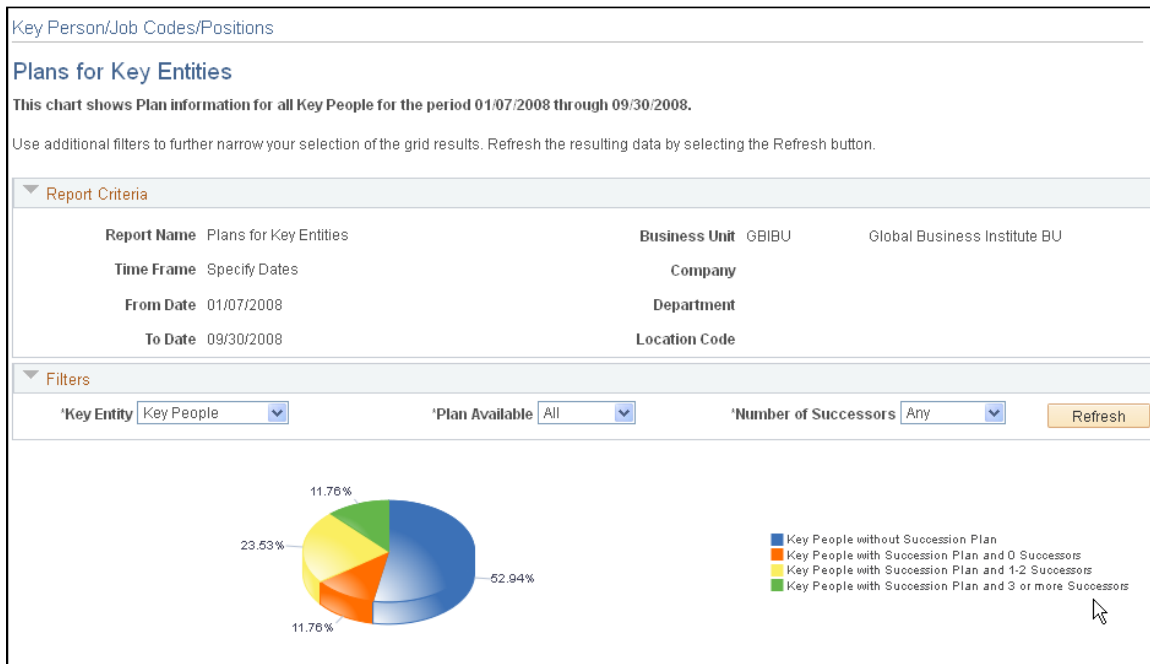 Key Person/Job Codes/Positions
Plans for Key Entities
This chart shows Plan information for all Key People for the period 01/07/2008 through 09/30/2008.
Use additional filters to further narrow your selection of the grid results. Refresh the resulting data by selecting the Refresh button.
Report Criteria
Report Name Plans for Key Entities Business Unit GBIBU Global Business Institute BU
Time Frame Specify Dates Company
From Date 01/07/2008 Department
To Date 09/30/2008 Location Code
Filters
*Key Entity Key People *Plan Available All *Number of Successors Any Refresh
11.76%
23.53%
52.94%
11.76%
Key People without Succession Plan
Key People with Succession Plan and 0 Successors
Key People with Succession Plan and 1-2 Successors
Key People with Succession Plan and 3 or more Successors